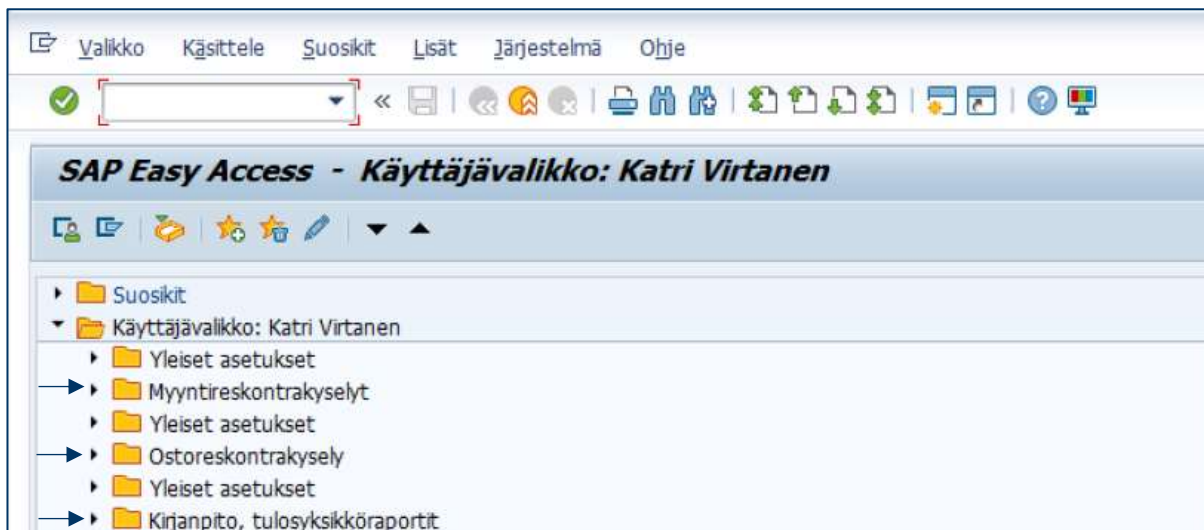 Valikko Käsittele Suosikit Lisät Järjestelmä Ohje
SAP Easy Access - Käyttäjävalikko: Katri Virtanen
Suosikit
Käyttäjävalikko: Katri Virtanen
Yleiset asetukset
Myyntireskontrakyselyt
Yleiset asetukset
Ostoreskontrakysely
Yleiset asetukset
Kirjanpito, tulosyksikköraportit